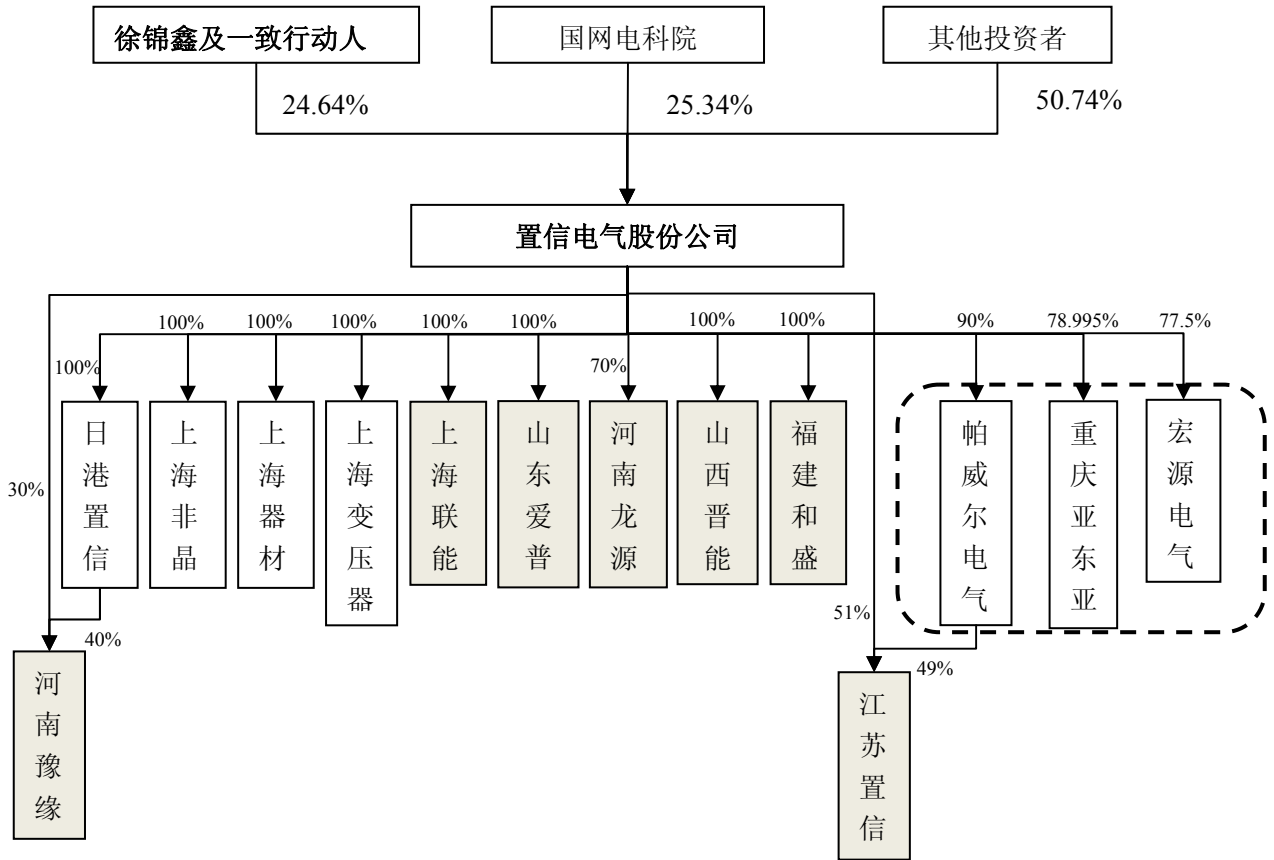 徐锦鑫及一致行动人
国网电科院
其他投资者
24.64%
25.34%
50.74%
置信电气股份公司
100%
100%
100%
100%
100%
100%
100%
90%
78.995%
77.5%
100%
70%
30%
日港置信
上海非晶
上海器材
上海变压器
上海联能
山东爱普
河南龙源
山西晋能
福建和盛
帕威尔电气
重庆亚东亚
宏源电气
40%
51%
49%
河南豫缘
江苏置信